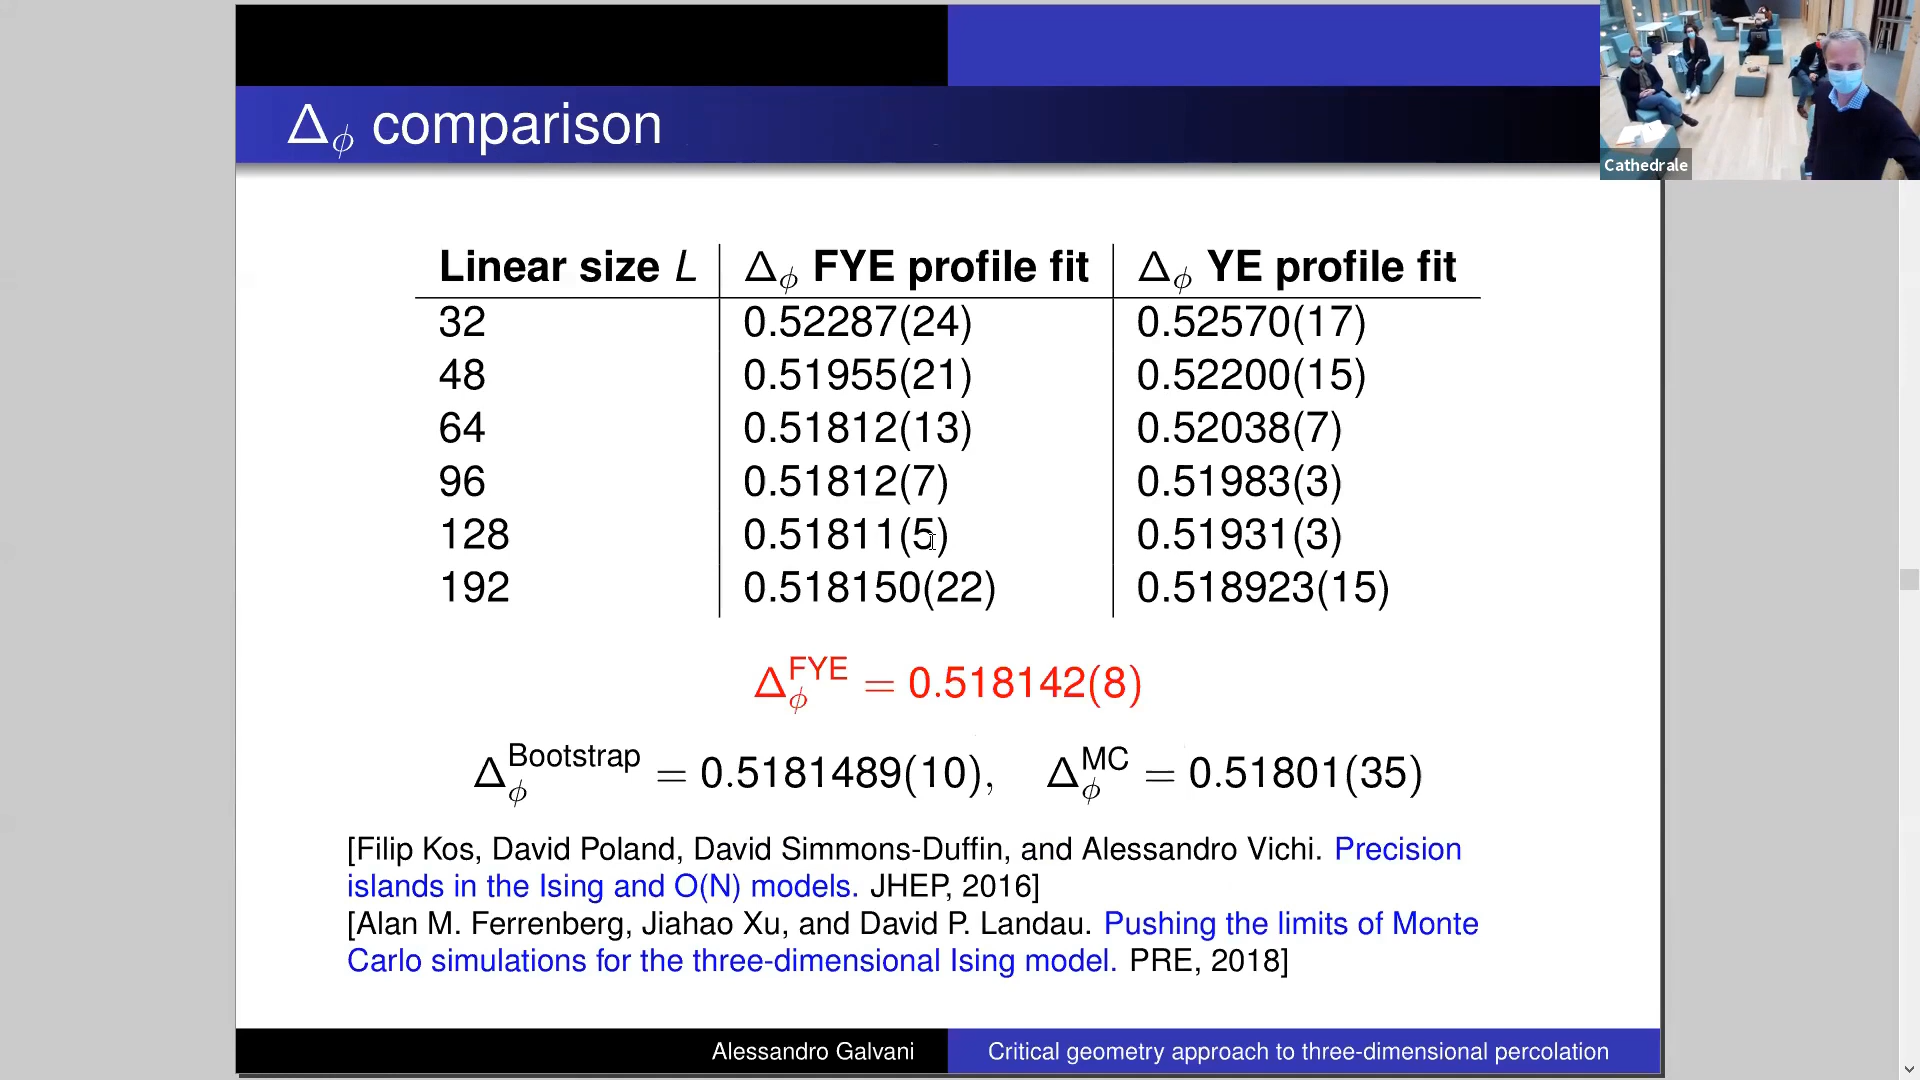 Δ_ϕ comparison
Cathedrale
Linear size L | Δ_ϕ FYE profile fit | Δ_ϕ YE profile fit
32 | 0.52287(24) | 0.52570(17)
48 | 0.51955(21) | 0.52200(15)
64 | 0.51812(13) | 0.52038(7)
96 | 0.51812(7) | 0.51983(3)
128 | 0.51811(5) | 0.51931(3)
192 | 0.518150(22) | 0.518923(15)
Δ_ϕ^FYE = 0.518142(8)
Δ_ϕ^Bootstrap = 0.5181489(10), Δ_ϕ^MC = 0.51801(35)
[Filip Kos, David Poland, David Simmons-Duffin, and Alessandro Vichi. Precision
islands in the Ising and O(N) models. JHEP, 2016]
[Alan M. Ferrenberg, Jiahao Xu, and David P. Landau. Pushing the limits of Monte
Carlo simulations for the three-dimensional Ising model. PRE, 2018]
Alessandro Galvani Critical geometry approach to three-dimensional percolation